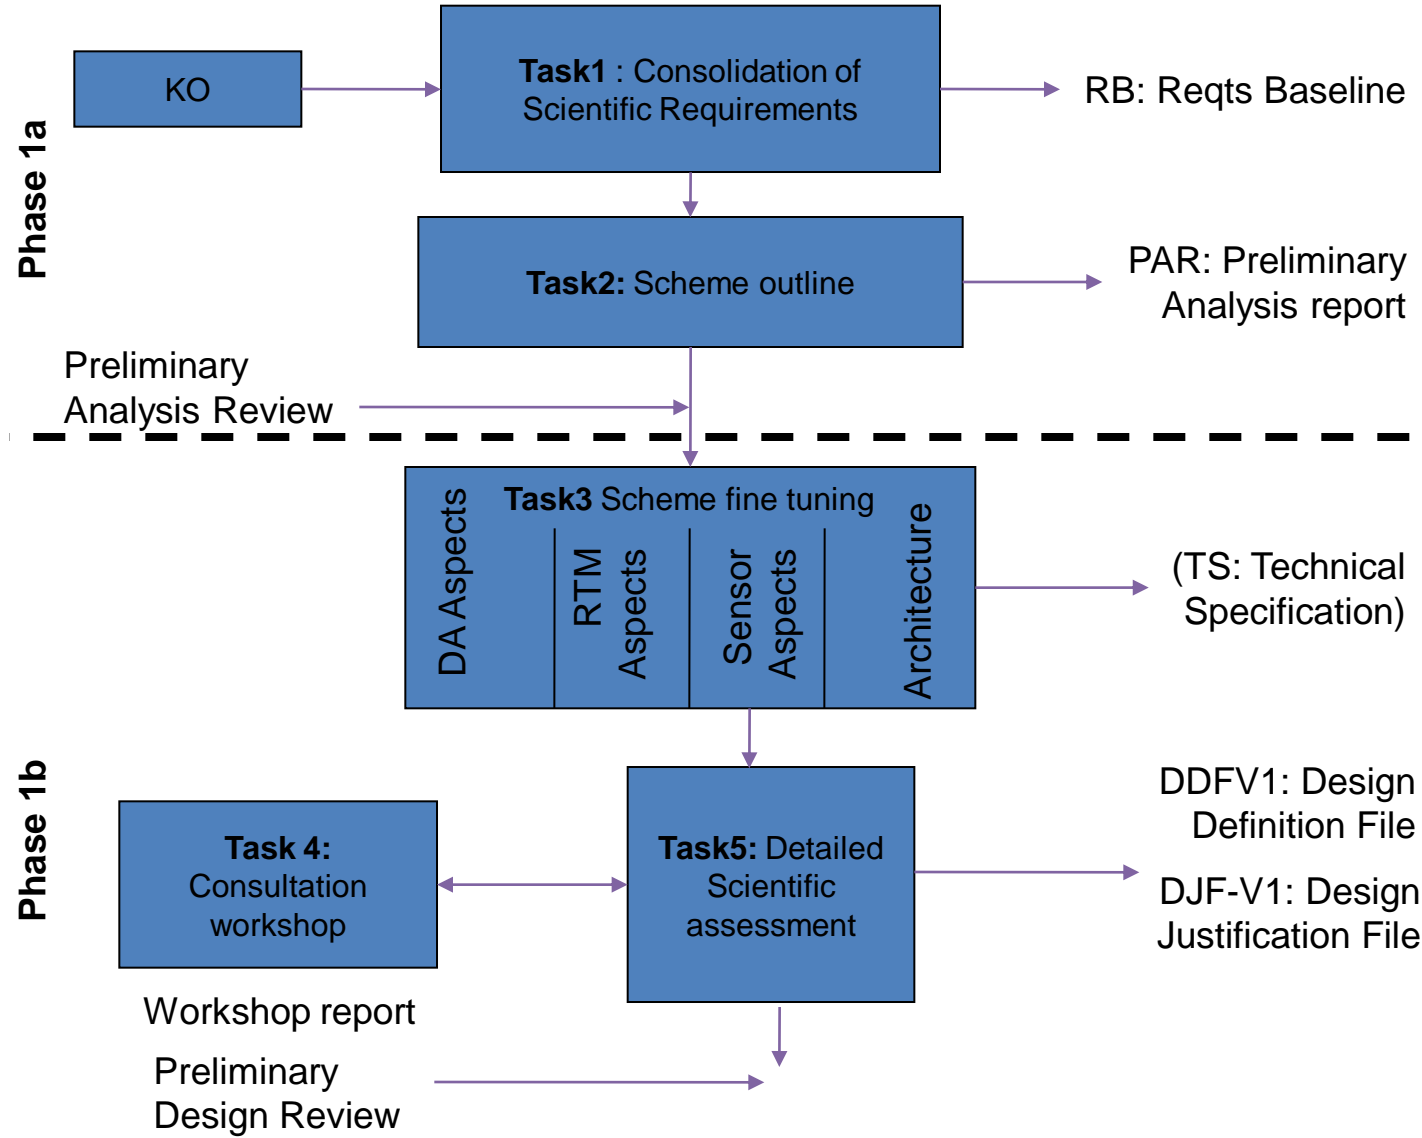 Phase 1a
KO
Task1 : Consolidation of
Scientific Requirements
RB: Reqts Baseline
Task2: Scheme outline
PAR: Preliminary
Analysis report
Preliminary
Analysis Review
Phase 1b
Task3 Scheme fine tuning
DA Aspects
RTM
Aspects
Sensor
Aspects
Architecture
(TS: Technical
Specification)
Task 4:
Consultation
workshop
Task5: Detailed
Scientific
assessment
DDFV1: Design
Definition File
DJF-V1: Design
Justification File
Workshop report
Preliminary
Design Review